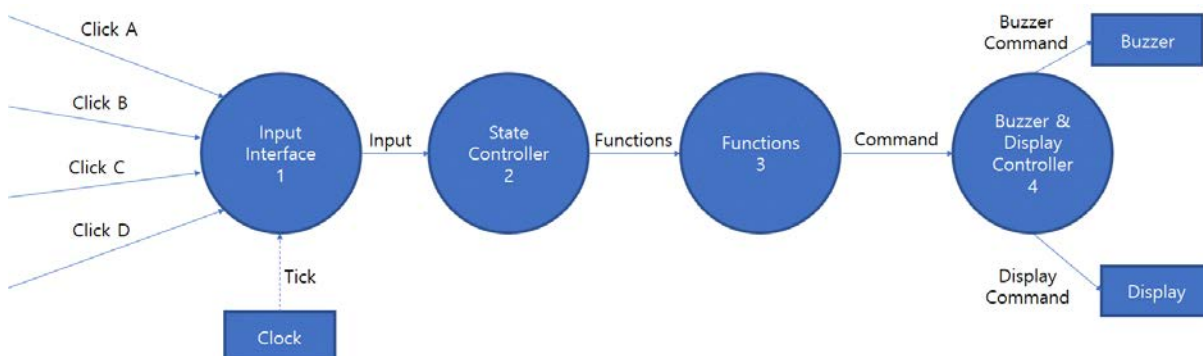 Click A
Click B
Click C
Click D
Input
Interface
1
Tick
Clock
Input
State
Controller
2
Functions
Functions
3
Command
Buzzer &
Display
Controller
4
Buzzer
Command
Buzzer
Display
Command
Display